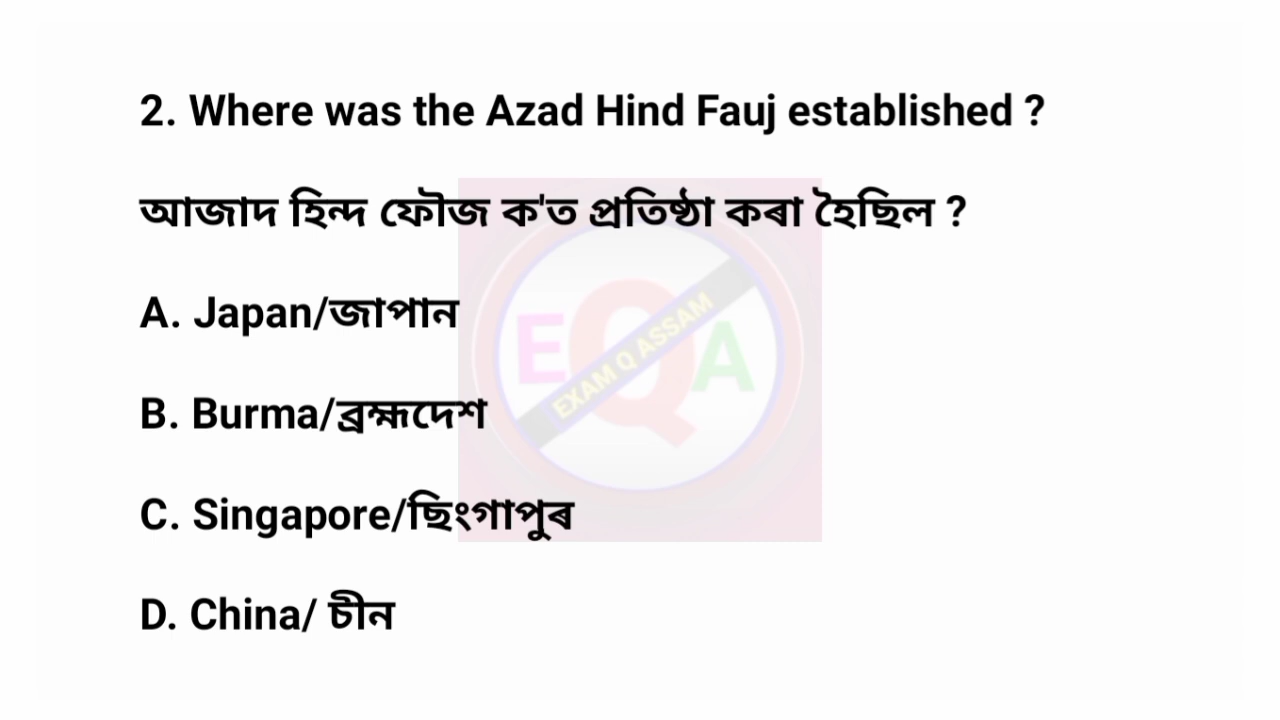 2. Where was the Azad Hind Fauj established ?
আজাদ হিন্দ ফৌজ ক'ত প্ৰতিষ্ঠা কৰা হৈছিল ?
A. Japan/জাপান
B. Burma/ব্ৰহ্মদেশ
C. Singapore/ছিংগাপুৰ
D. China/ চীন
EQA
EXAM Q ASSAM